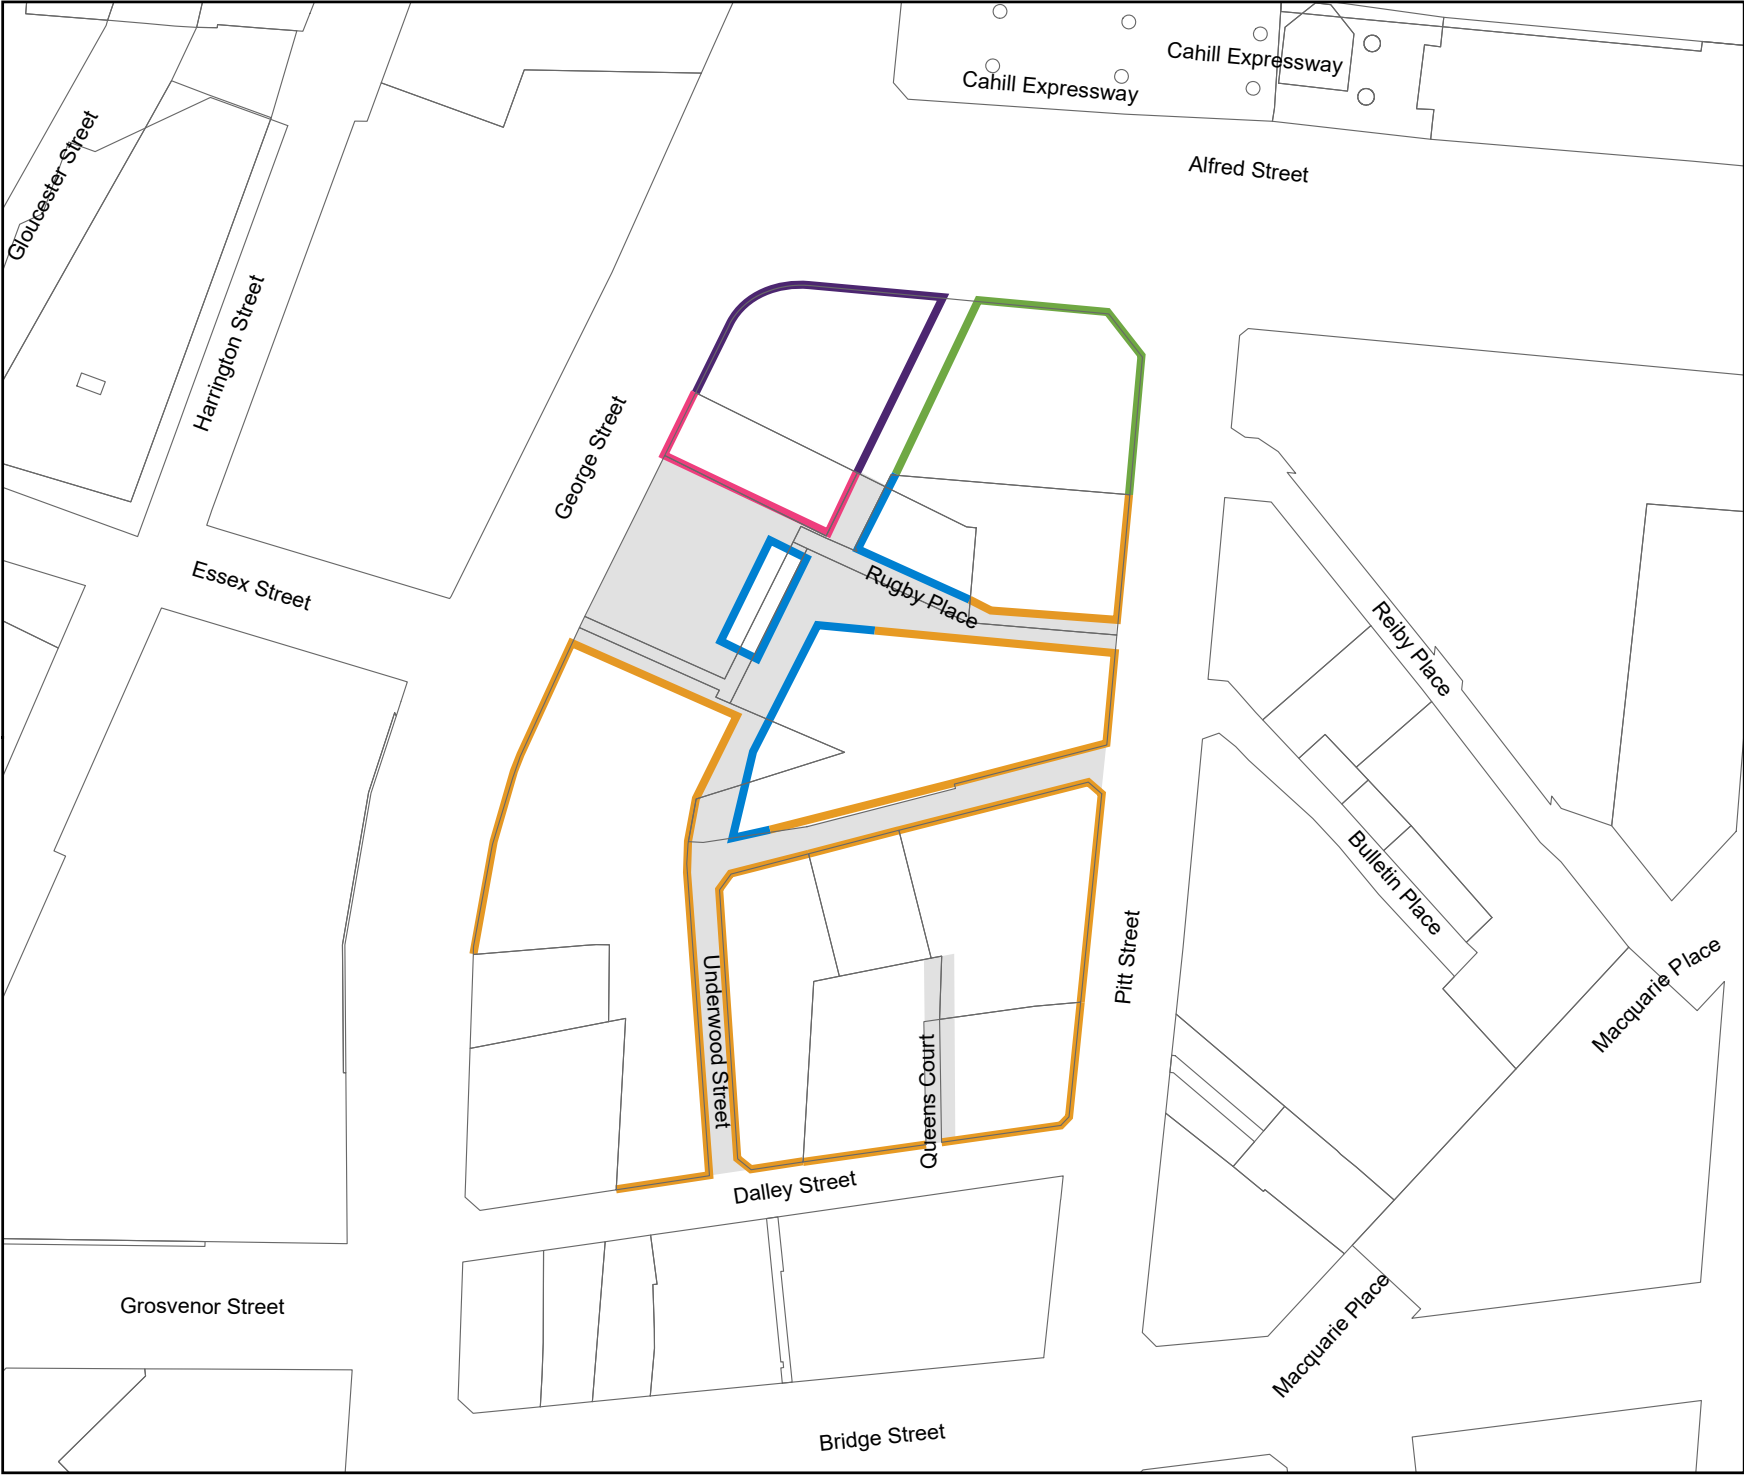 Cahill Expressway
Cahill Expressway
Alfred Street
Gloucester Street
Harrington Street
George Street
Essex Street
Rugby Place
Reiby Place
Bulletin Place
Macquarie Place
Pitt Street
Underwood Street
Queens Court
Dalley Street
Grosvenor Street
Macquarie Place
Bridge Street